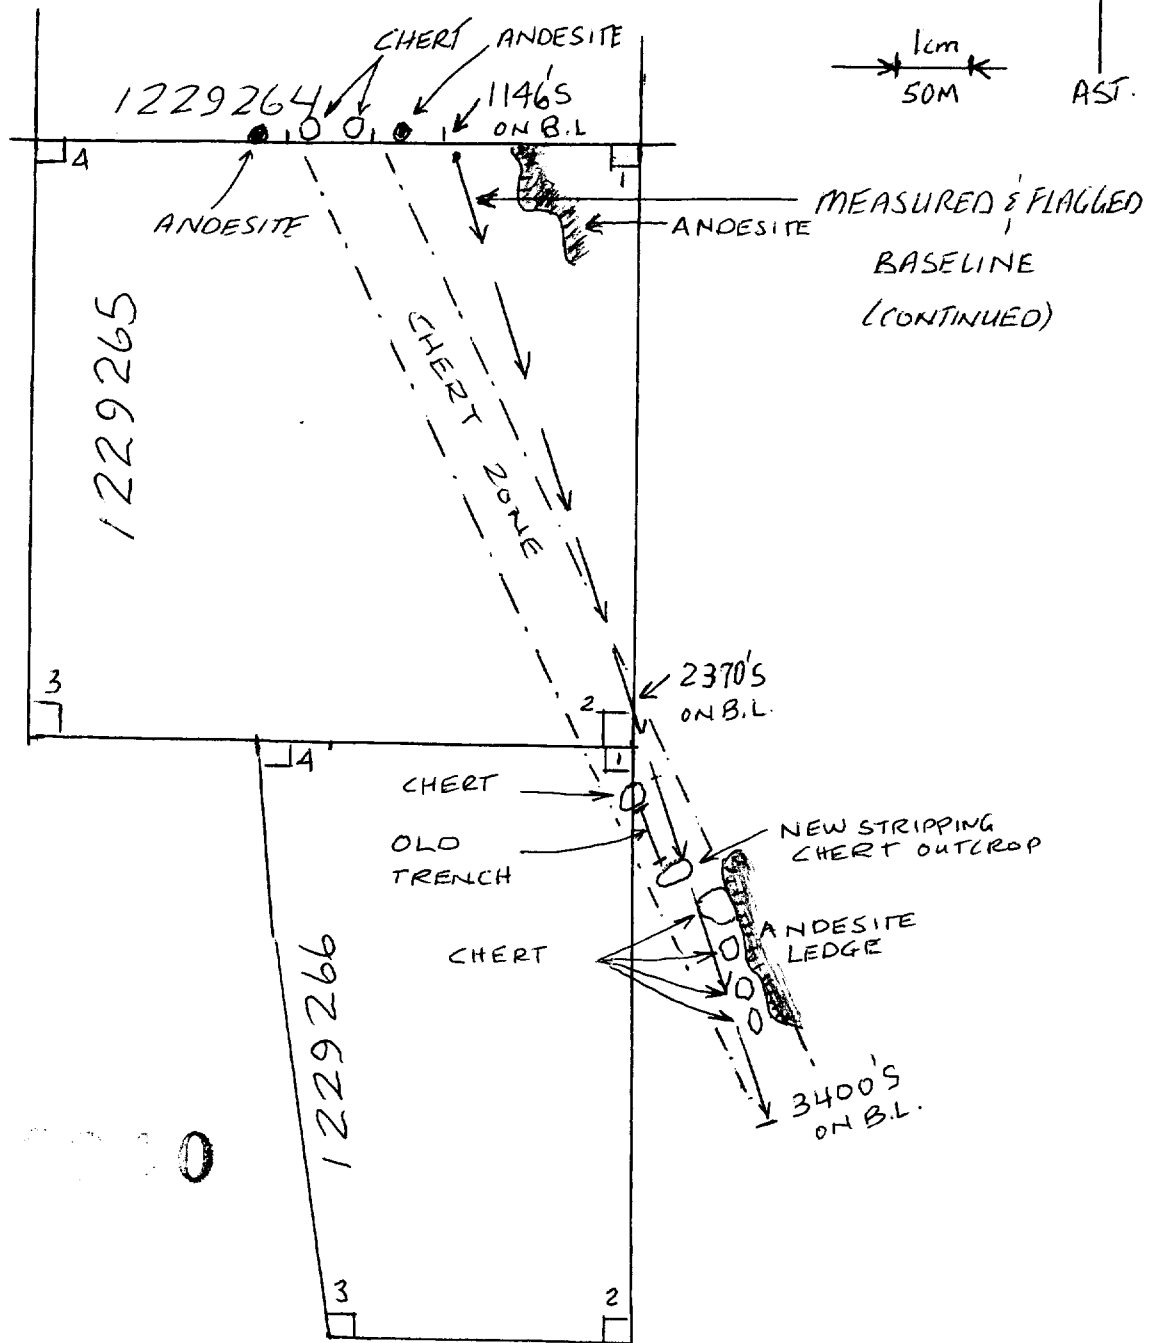 CHERT
ANDESITE
1cm
50M
AST.
1229264
1146'S
ON B.L
4
1
ANDESITE
ANDESITE
MEASURED & FLAGGED
BASELINE
(CONTINUED)
1229265
CHERT ZONE
2370'S
ON B.L.
3
2
4
1
CHERT
OLD
TRENCH
NEW STRIPPING
CHERT OUTCROP
CHERT
ANDESITE
LEDGE
1229266
3400'S
ON B.L.
3
2